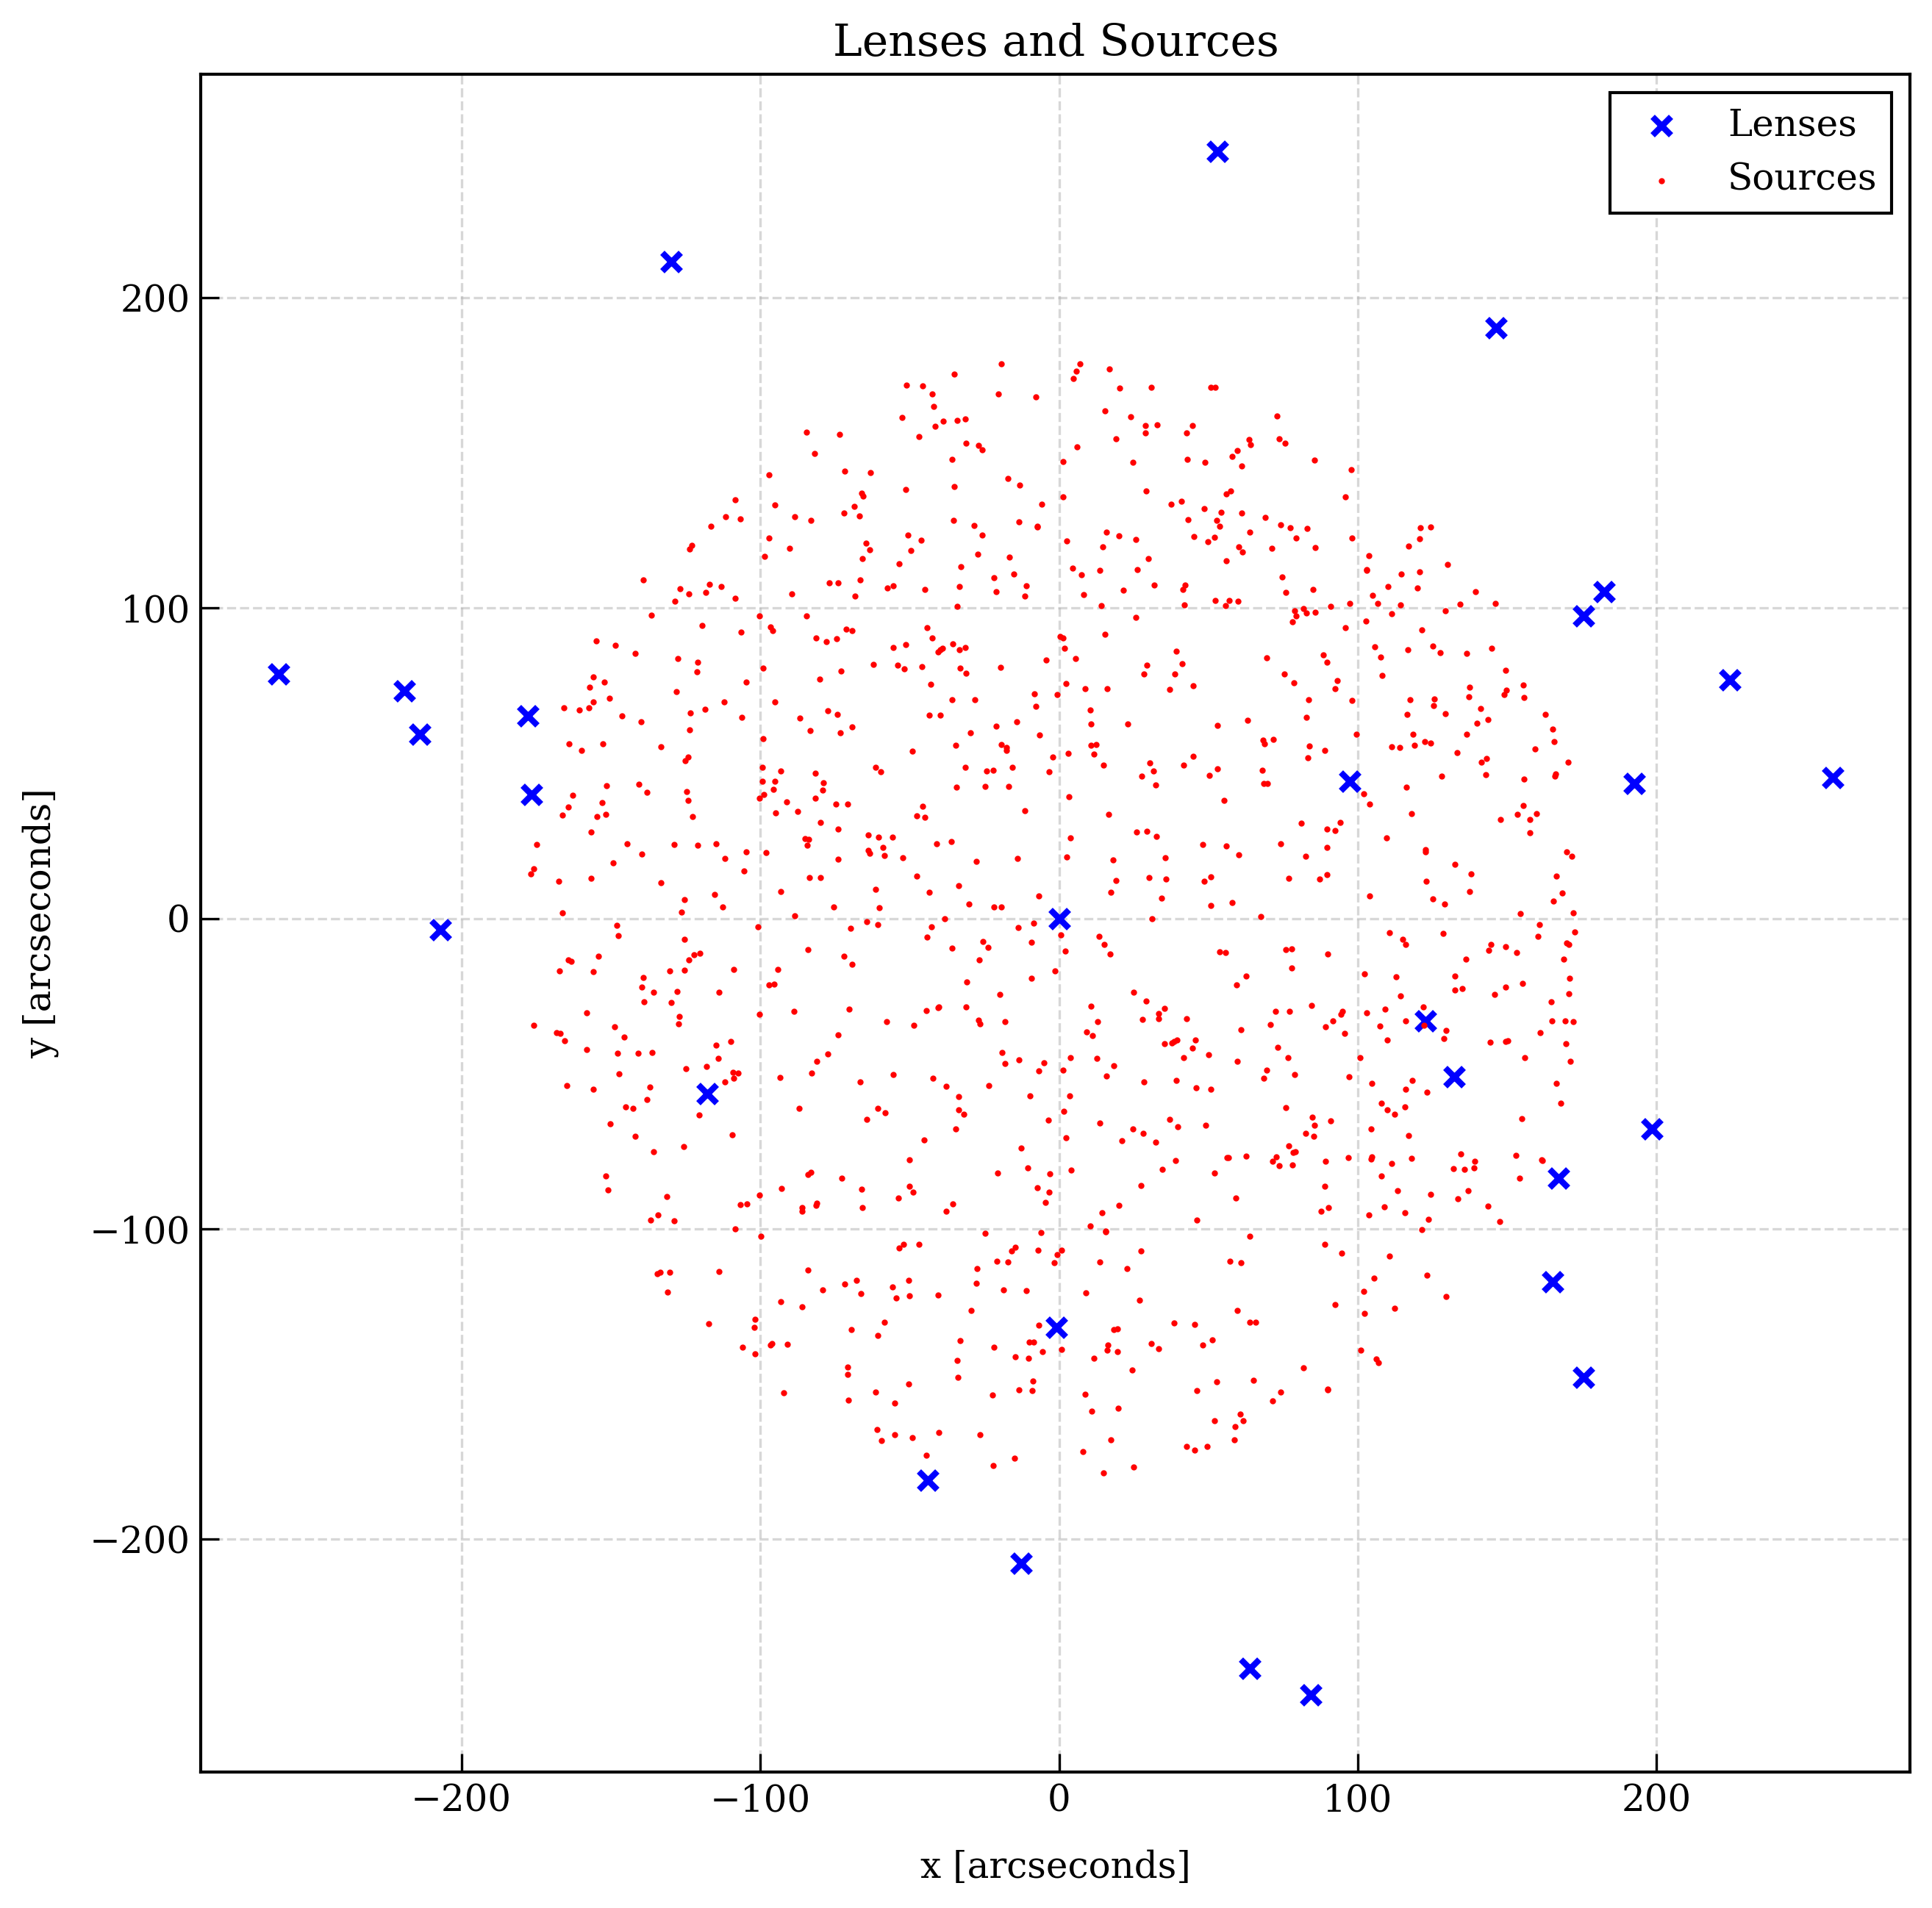 Lenses and Sources
Lenses
Sources
200
100
0
−100
−200
y [arcseconds]
−200
−100
0
100
200
x [arcseconds]